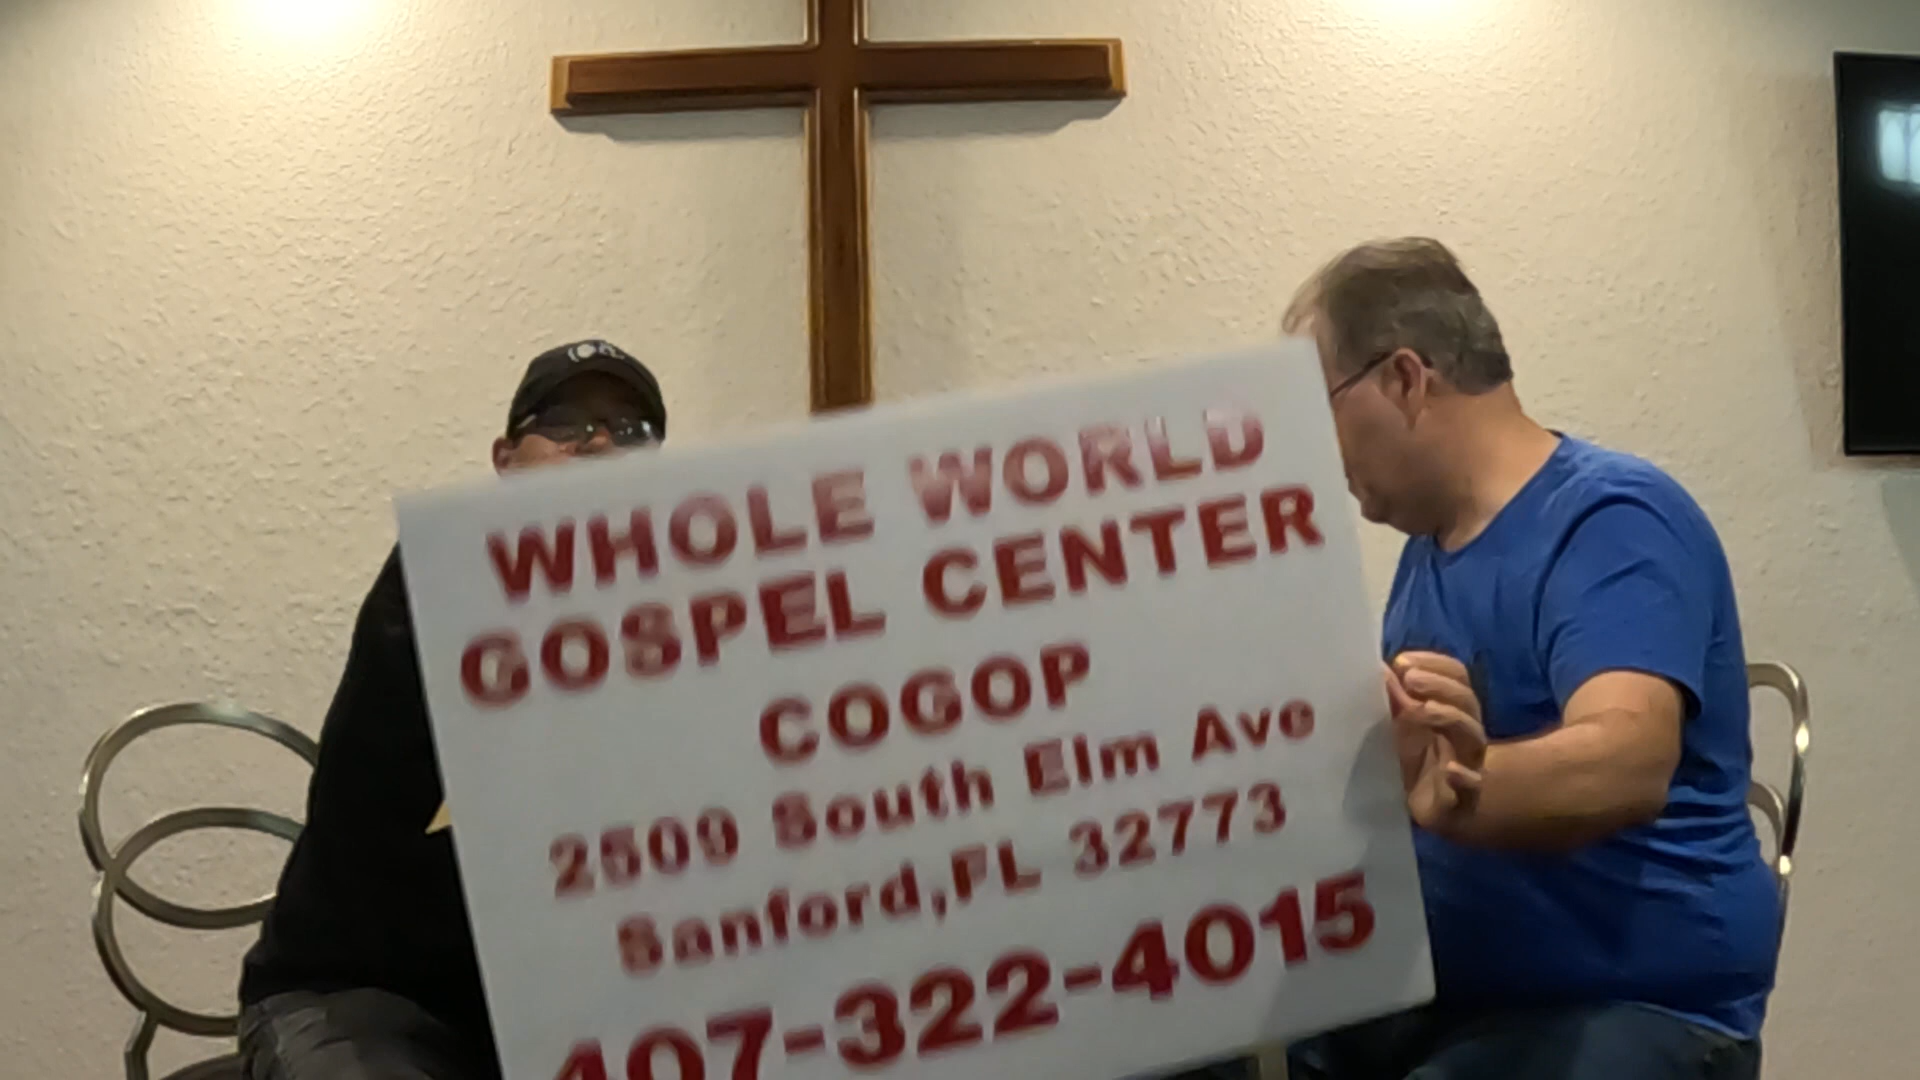 WHOLE WORLD
GOSPEL CENTER
COGOP
2509 South Elm Ave
Sanford,FL 32773
407-322-4015